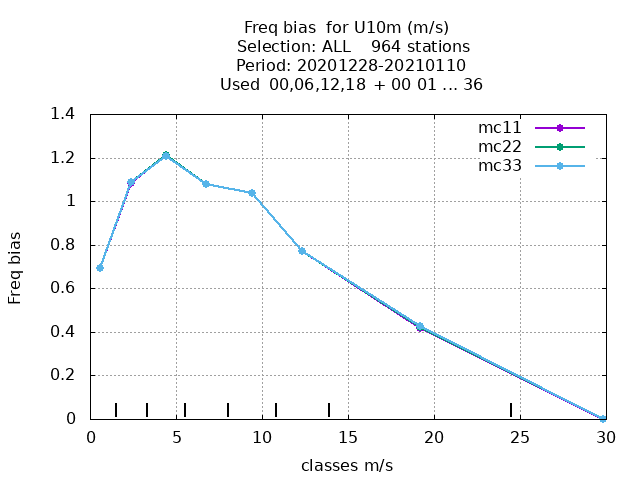 Freq bias  for U10m (m/s)
Selection: ALL    964 stations
Period: 20201228-20210110
Used  00,06,12,18  + 00 01 ... 36
mc11
mc22
mc33
1.4
1.2
1
0.8
0.6
0.4
0.2
0
Freq bias
0 5 10 15 20 25 30
classes m/s